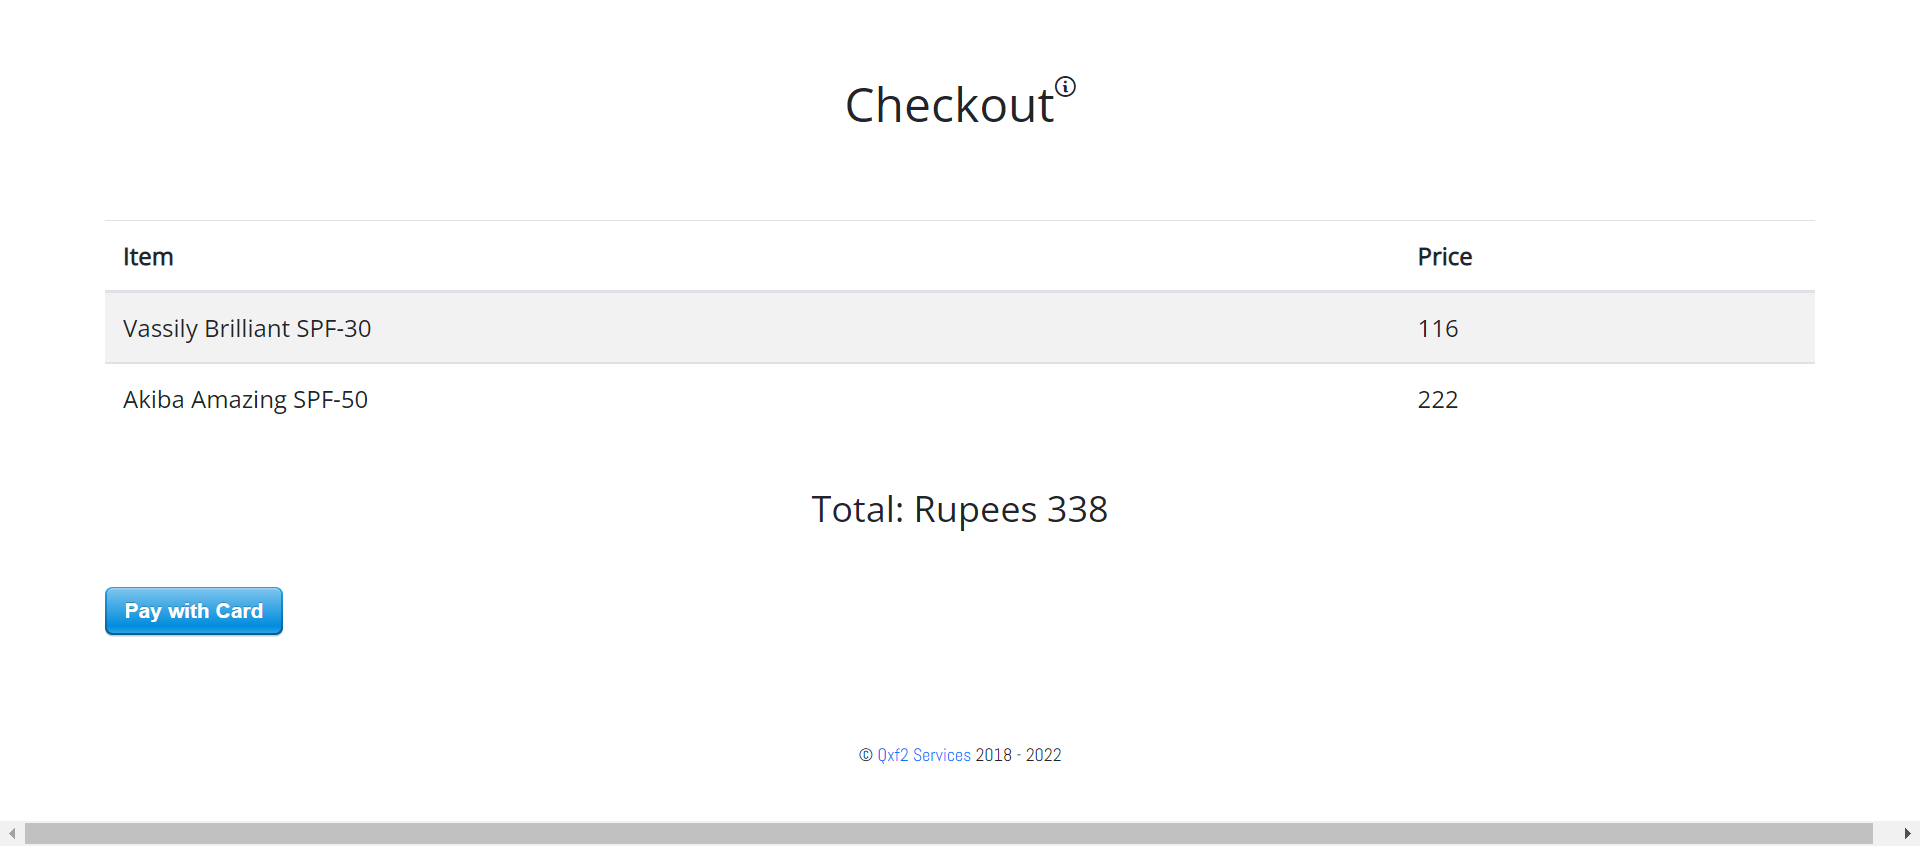 Checkout
Item Price
Vassily Brilliant SPF-30 116
Akiba Amazing SPF-50 222
Total: Rupees 338
Pay with Card
© Qxf2 Services 2018 - 2022